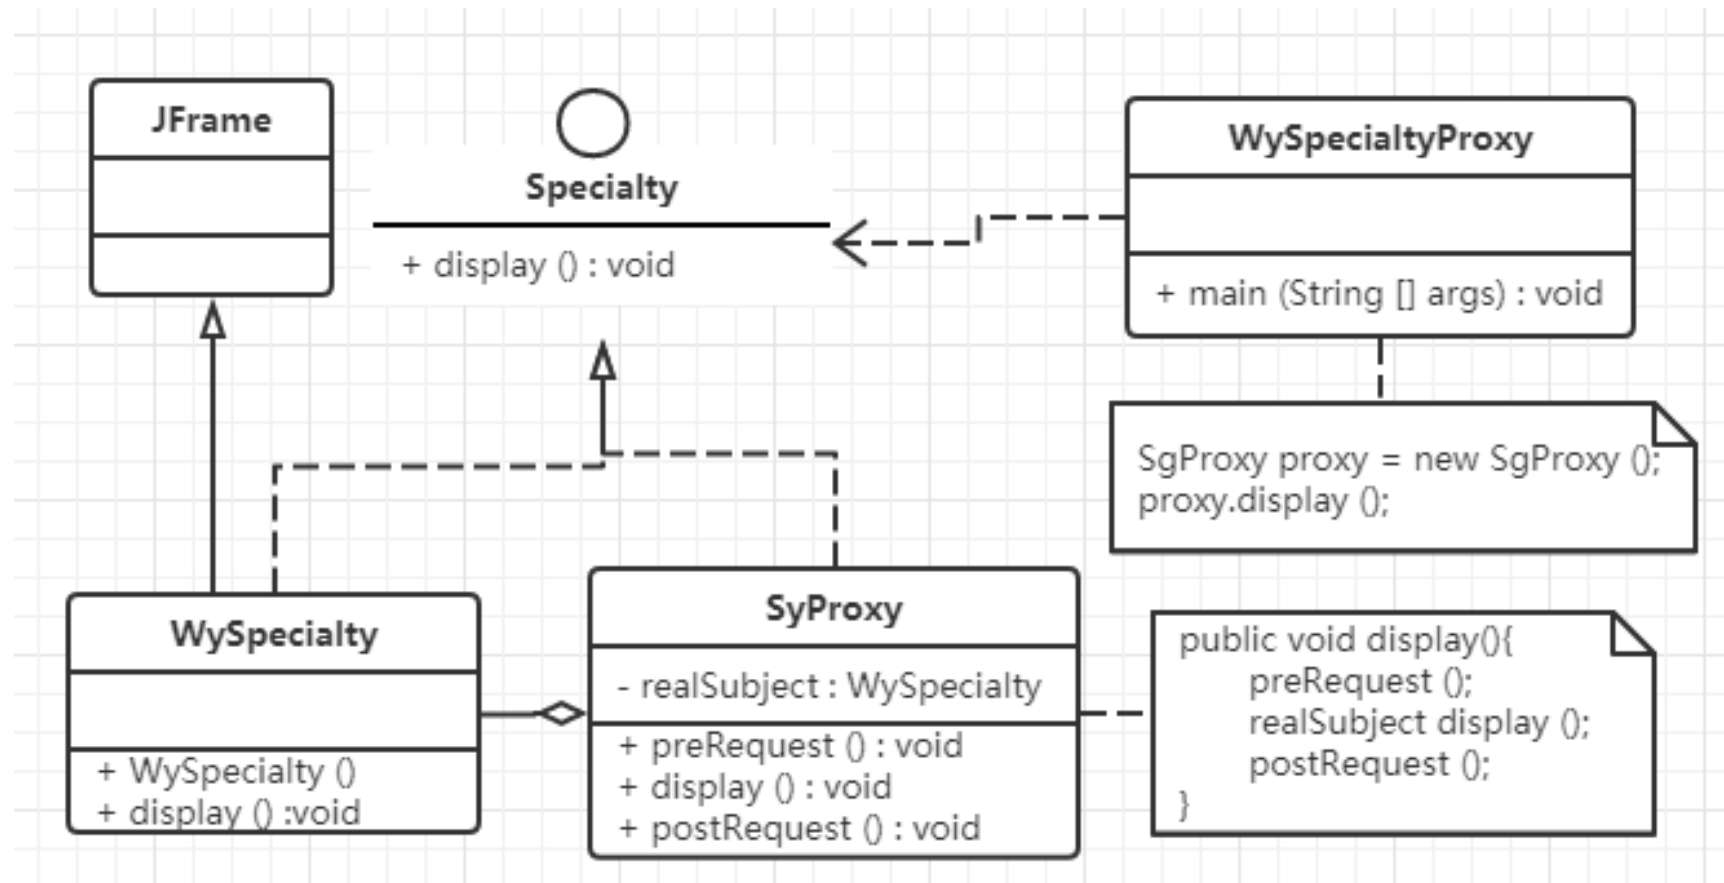 JFrame
Specialty
+ display () : void
WySpecialtyProxy
+ main (String [] args) : void
SgProxy proxy = new SgProxy ();
proxy.display ();
WySpecialty
+ WySpecialty ()
+ display () :void
SyProxy
- realSubject : WySpecialty
+ preRequest () : void
+ display () : void
+ postRequest () : void
public void display(){
preRequest ();
realSubject display ();
postRequest ();
}